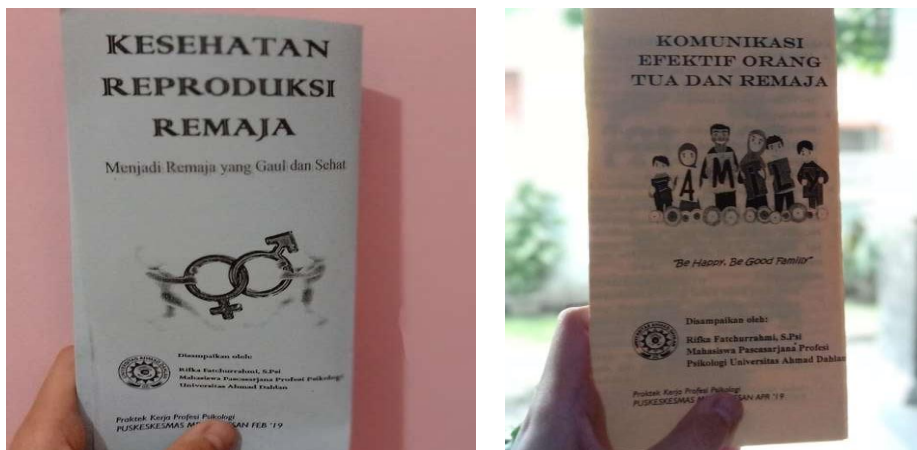 KESEHATAN
REPRODUKSI
REMAJA
Menjadi Remaja yang Gaul dan Sehat
Disampaikan oleh:
Rifka Fatchurrahmi, S.Psi
Mahasiswa Pascasarjana Profesi Psikologi
Universitas Ahmad Dahlan
Praktek Kerja Profesi Psikologi
PUSKESKESMAS FEB '19
KOMUNIKASI
EFEKTIF ORANG
TUA DAN REMAJA
FAMILY
"Be Happy, Be Good Family"
Disampaikan oleh:
Rifka Fatchurrahmi, S.Psi
Mahasiswa Pascasarjana Profesi
Psikologi Universitas Ahmad Dahlan
Praktek Kerja Profesi Psikologi
PUSKESKESMAS APR '19